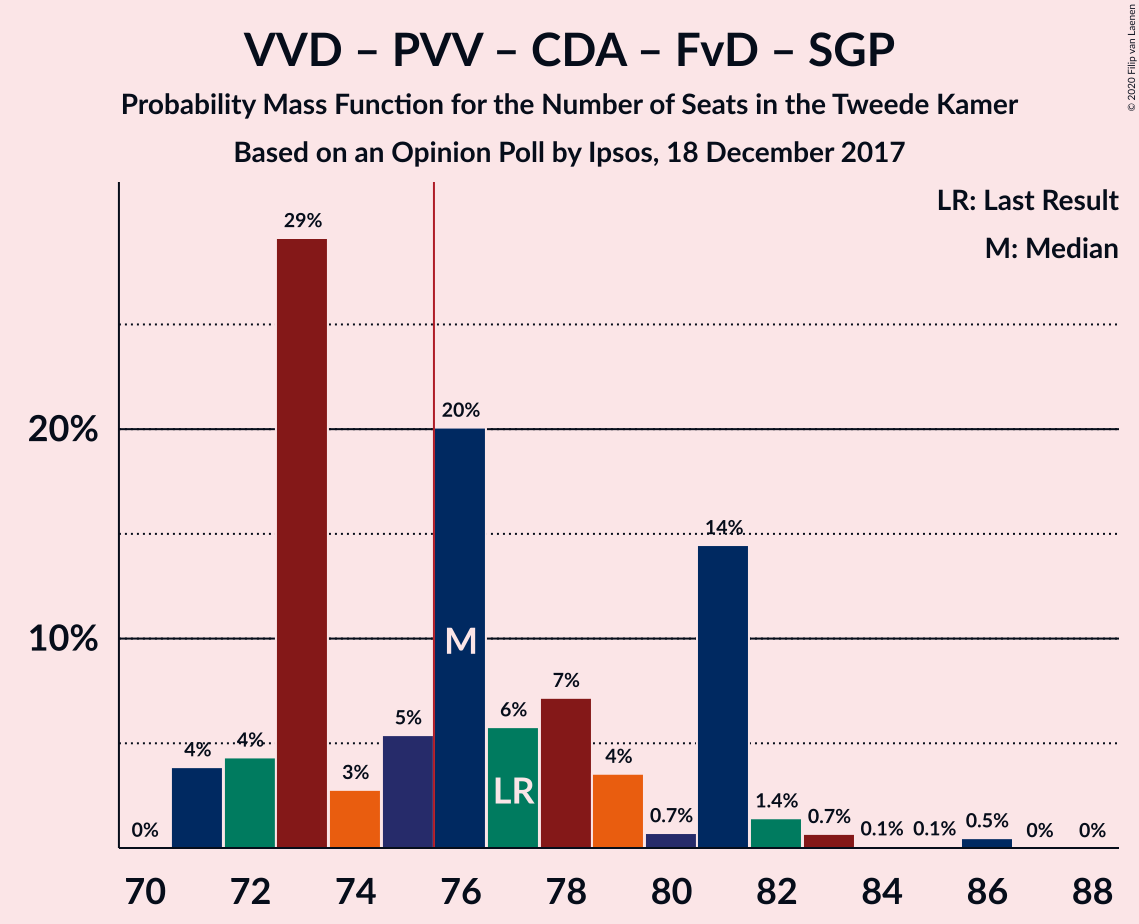 VVD – PVV – CDA – FvD – SGP
Probability Mass Function for the Number of Seats in the Tweede Kamer
Based on an Opinion Poll by Ipsos, 18 December 2017
© 2020 Filip van Laenen
LR: Last Result
M: Median
20%
10%
0%
4%
4%
29%
3%
5%
20%
6%
7%
4%
0.7%
14%
1.4%
0.7%
0.1%
0.1%
0.5%
0%
0%
M
LR
70 72 74 76 78 80 82 84 86 88